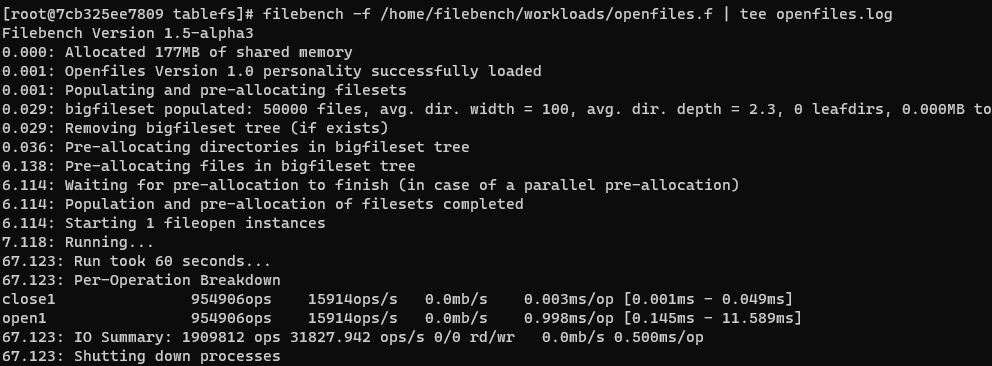 [root@7cb325ee7809 tablefs]# filebench -f /home/filebench/workloads/openfiles.f | tee openfiles.log
Filebench Version 1.5-alpha3
0.000: Allocated 177MB of shared memory
0.001: Openfiles Version 1.0 personality successfully loaded
0.001: Populating and pre-allocating filesets
0.029: bigfileset populated: 50000 files, avg. dir. width = 100, avg. dir. depth = 2.3, 0 leafdirs, 0.000MB to
0.029: Removing bigfileset tree (if exists)
0.036: Pre-allocating directories in bigfileset tree
0.138: Pre-allocating files in bigfileset tree
6.114: Waiting for pre-allocation to finish (in case of a parallel pre-allocation)
6.114: Population and pre-allocation of filesets completed
6.114: Starting 1 fileopen instances
7.118: Running...
67.123: Run took 60 seconds...
67.123: Per-Operation Breakdown
close1               954906ops    15914ops/s   0.0mb/s    0.003ms/op [0.001ms - 0.049ms]
open1                954906ops    15914ops/s   0.0mb/s    0.998ms/op [0.145ms - 11.589ms]
67.123: IO Summary: 1909812 ops 31827.942 ops/s 0/0 rd/wr   0.0mb/s 0.500ms/op
67.123: Shutting down processes